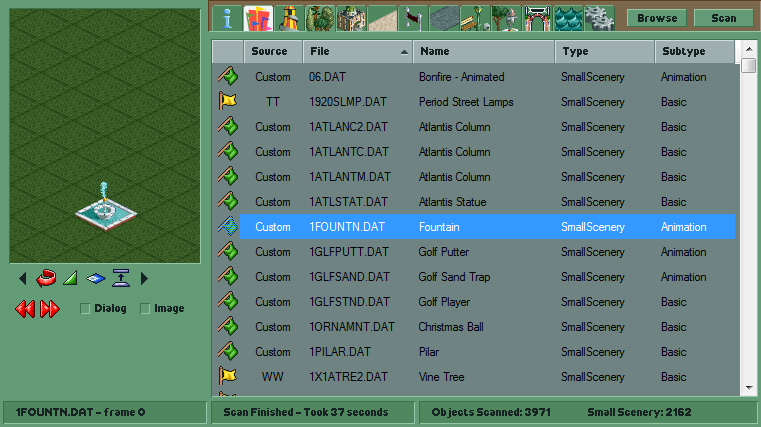 Browse Scan
Source File Name Type Subtype
Custom 06.DAT Bonfire - Animated SmallScenery Animation
TT 1920SLMP.DAT Period Street Lamps SmallScenery Basic
Custom 1ATLANC2.DAT Atlantis Column SmallScenery Basic
Custom 1ATLANTC.DAT Atlantis Column SmallScenery Basic
Custom 1ATLANTM.DAT Atlantis Column SmallScenery Basic
Custom 1ATLSTAT.DAT Atlantis Statue SmallScenery Basic
Custom 1FOUNTN.DAT Fountain SmallScenery Animation
Custom 1GLFPUTT.DAT Golf Putter SmallScenery Animation
Custom 1GLFSAND.DAT Golf Sand Trap SmallScenery Animation
Custom 1GLFSTND.DAT Golf Player SmallScenery Basic
Custom 1ORNAMNT.DAT Christmas Ball SmallScenery Basic
Custom 1PILAR.DAT Pilar SmallScenery Basic
WW 1X1ATRE2.DAT Vine Tree SmallScenery Basic
Dialog Image
1FOUNTN.DAT - frame 0 Scan Finished - Took 37 seconds Objects Scanned: 3971 Small Scenery: 2162